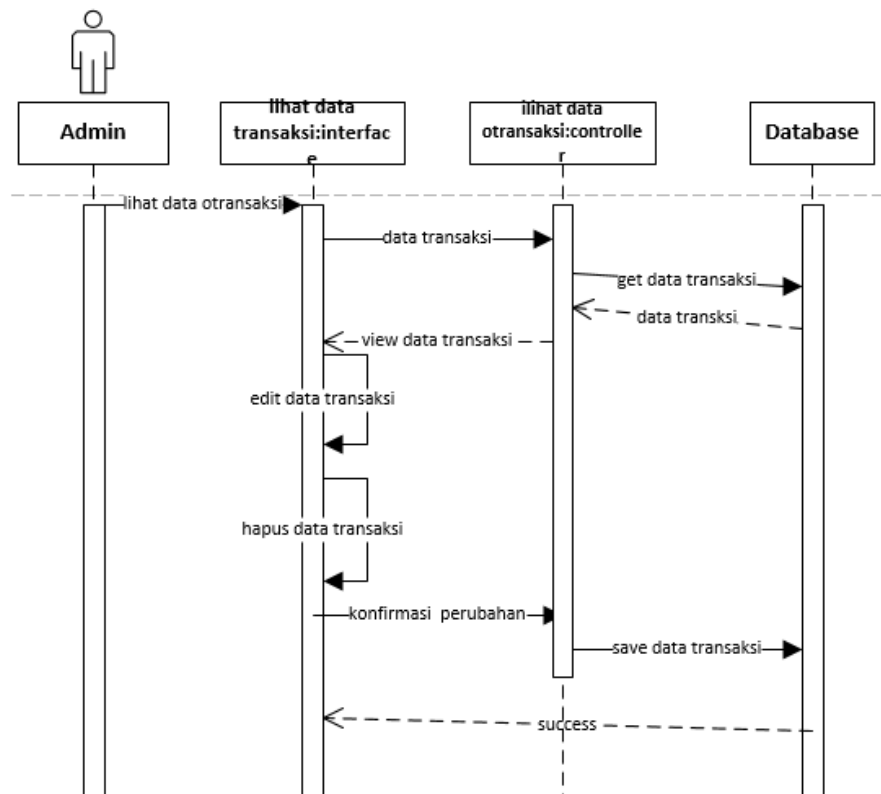 Admin
lihat data
transaksi:interfac
e
ilihat data
otransaksi:controlle
r
Database
lihat data otransaksi
data transaksi
get data transaksi
data transksi
view data transaksi
edit data transaksi
hapus data transaksi
konfirmasi perubahan
save data transaksi
success